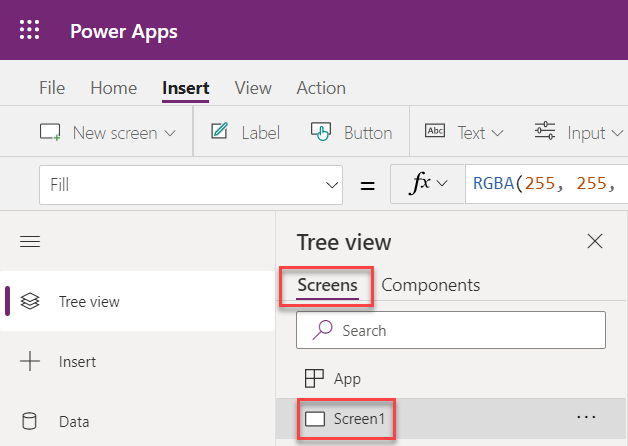 Power Apps
File Home Insert View Action
New screen Label Button Abc Text Input
Fill = fx RGBA(255, 255,
Tree view
Screens Components
Tree view
Search
Insert
App
Data
Screen1 ...